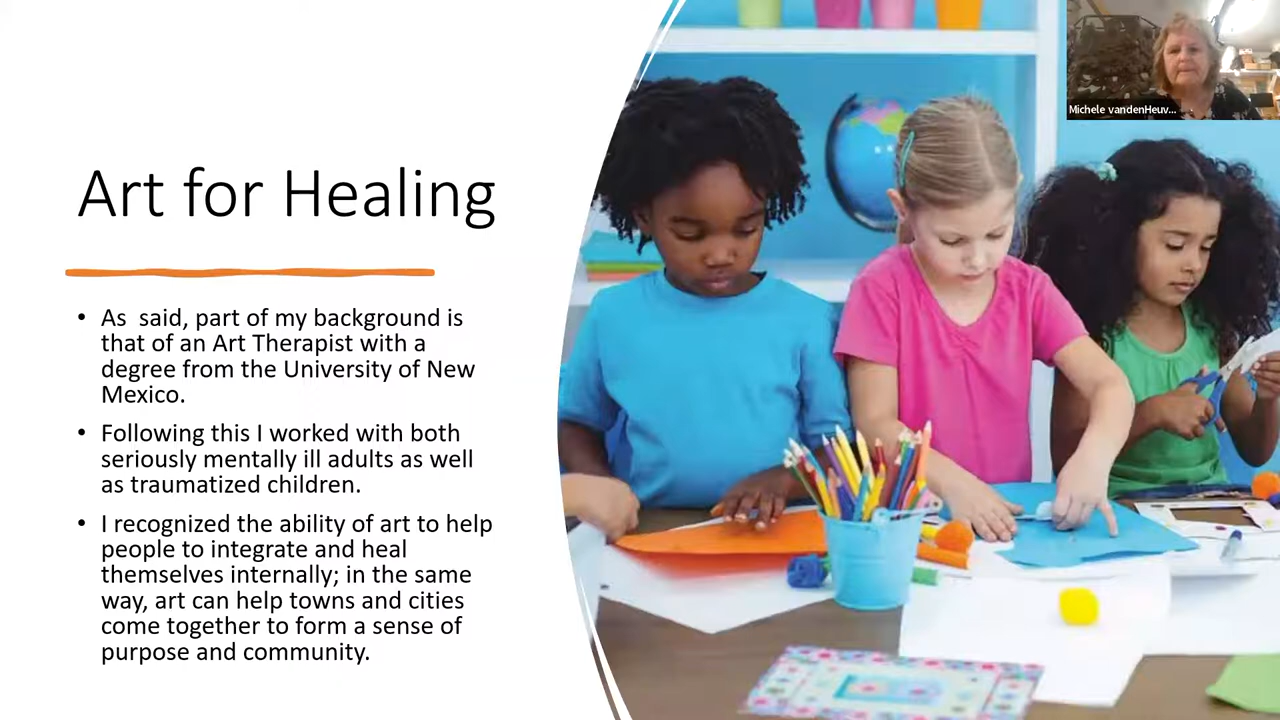 Michele vandenHeuv...
Art for Healing
• As  said, part of my background is
that of an Art Therapist with a
degree from the University of New
Mexico.
• Following this I worked with both
seriously mentally ill adults as well
as traumatized children.
• I recognized the ability of art to help
people to integrate and heal
themselves internally; in the same
way, art can help towns and cities
come together to form a sense of
purpose and community.